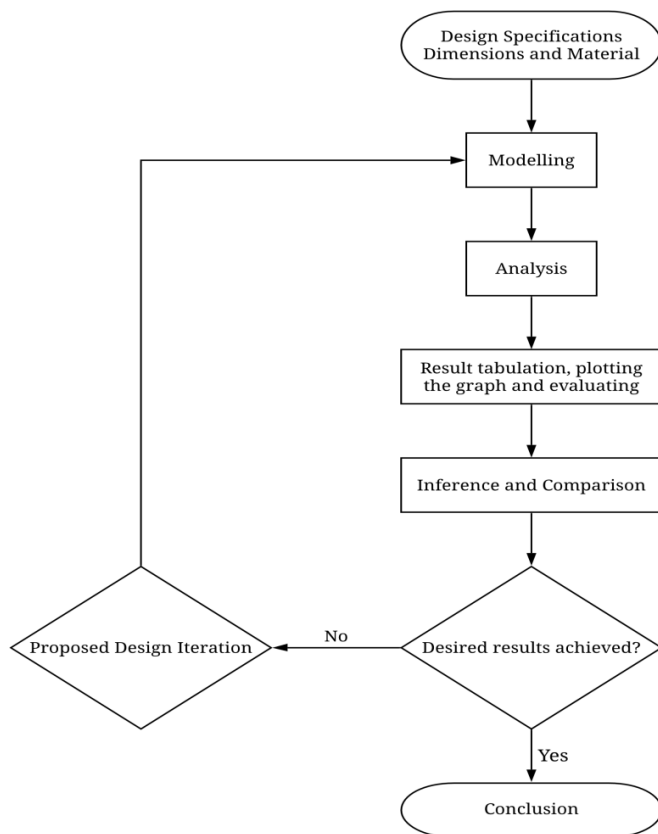 Design Specifications
Dimensions and Material
Modelling
Analysis
Result tabulation, plotting
the graph and evaluating
Inference and Comparison
Desired results achieved?
No
Proposed Design Iteration
Yes
Conclusion